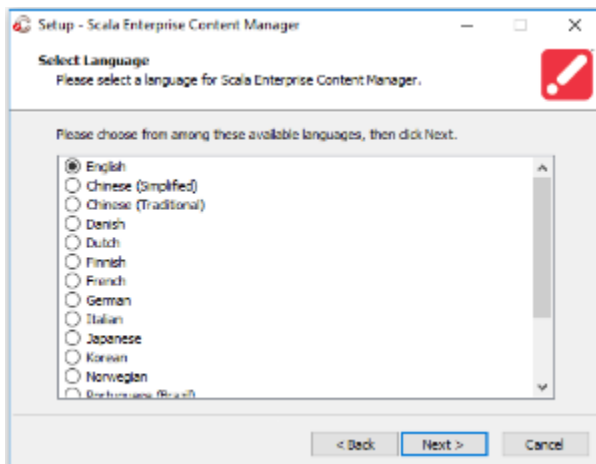 Setup - Scala Enterprise Content Manager
Select Language
Please select a language for Scala Enterprise Content Manager.
Please choose from among these available languages, then click Next.
English
Chinese (Simplified)
Chinese (Traditional)
Danish
Dutch
Finnish
French
German
Italian
Japanese
Korean
Norwegian
Portuguese (Brazil)
< Back
Next >
Cancel